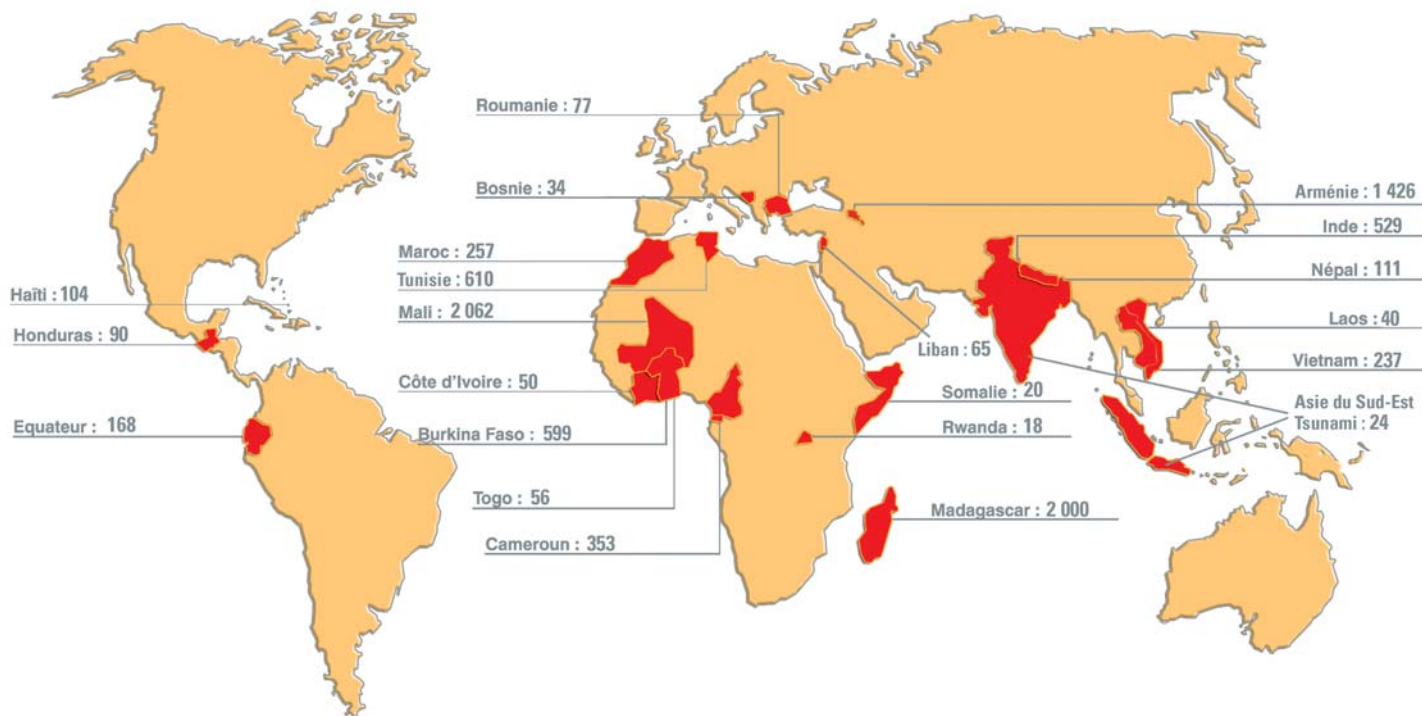 Roumanie : 77
Bosnie : 34
Arménie : 1 426
Inde : 529
Maroc : 257
Népal : 111
Tunisie : 610
Haïti : 104
Mali : 2 062
Laos : 40
Honduras : 90
Liban : 65
Vietnam : 237
Côte d'Ivoire : 50
Somalie : 20
Asie du Sud-Est
Tsunami : 24
Equateur : 168
Burkina Faso : 599
Rwanda : 18
Togo : 56
Madagascar : 2 000
Cameroun : 353